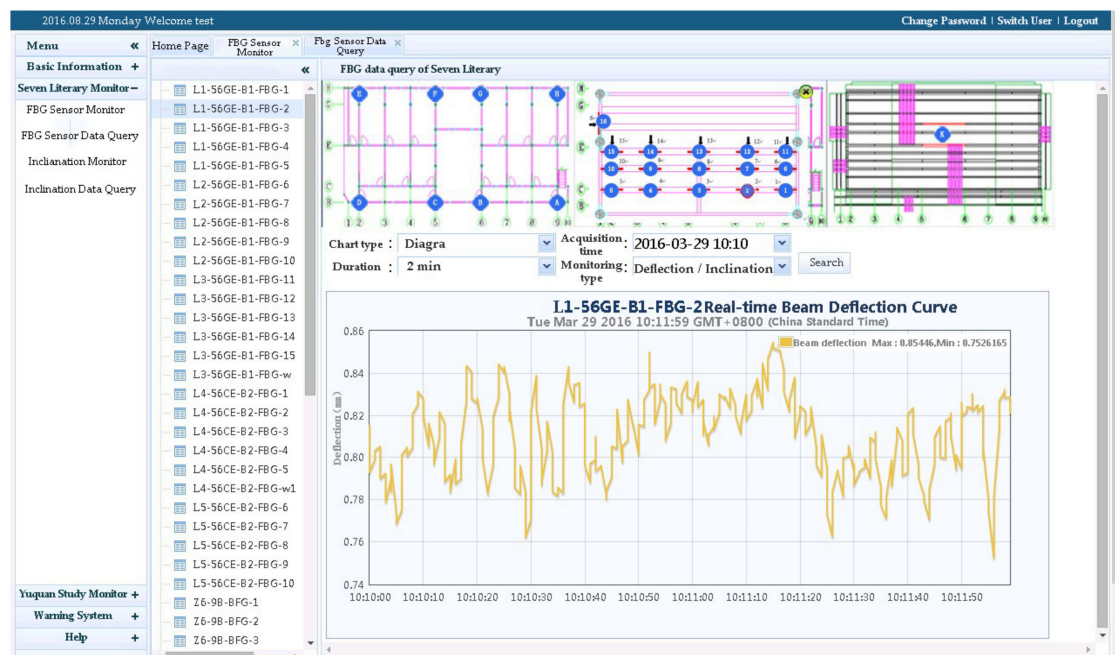 2016.08.29 Monday Welcome test
Change Password | Switch User | Logout
Menu «
Basic Information +
Seven Literary Monitor −
FBG Sensor Monitor
FBG Sensor Data Query
Inclianation Monitor
Inclination Data Query
Yuquan Study Monitor +
Warning System +
Help +
Home Page
FBG Sensor Monitor ×
Fbg Sensor Data Query ×
«
L1-56GE-B1-FBG-1
L1-56GE-B1-FBG-2
L1-56GE-B1-FBG-3
L1-56GE-B1-FBG-4
L1-56GE-B1-FBG-5
L2-56GE-B1-FBG-6
L2-56GE-B1-FBG-7
L2-56GE-B1-FBG-8
L2-56GE-B1-FBG-9
L2-56GE-B1-FBG-10
L3-56GE-B1-FBG-11
L3-56GE-B1-FBG-12
L3-56GE-B1-FBG-13
L3-56GE-B1-FBG-14
L3-56GE-B1-FBG-15
L3-56GE-B1-FBG-w
L4-56CE-B2-FBG-1
L4-56CE-B2-FBG-2
L4-56CE-B2-FBG-3
L4-56CE-B2-FBG-4
L4-56CE-B2-FBG-5
L4-56CE-B2-FBG-w1
L5-56CE-B2-FBG-6
L5-56CE-B2-FBG-7
L5-56CE-B2-FBG-8
L5-56CE-B2-FBG-9
L5-56CE-B2-FBG-10
Z6-9B-BFG-1
Z6-9B-BFG-2
Z6-9B-BFG-3
FBG data query of Seven Literary
E F G H
D C B A
K
Chart type : Diagra
Acquisition time : 2016-03-29 10:10
Duration : 2 min
Monitoring type : Deflection / Inclination
Search
L1-56GE-B1-FBG-2Real-time Beam Deflection Curve
Tue Mar 29 2016 10:11:59 GMT+0800 (China Standard Time)
Beam deflection Max : 0.85446,Min : 0.7526165
Deflection (mm)
0.86
0.84
0.82
0.80
0.78
0.76
0.74
10:10:00 10:10:10 10:10:20 10:10:30 10:10:40 10:10:50 10:11:00 10:11:10 10:11:20 10:11:30 10:11:40 10:11:50